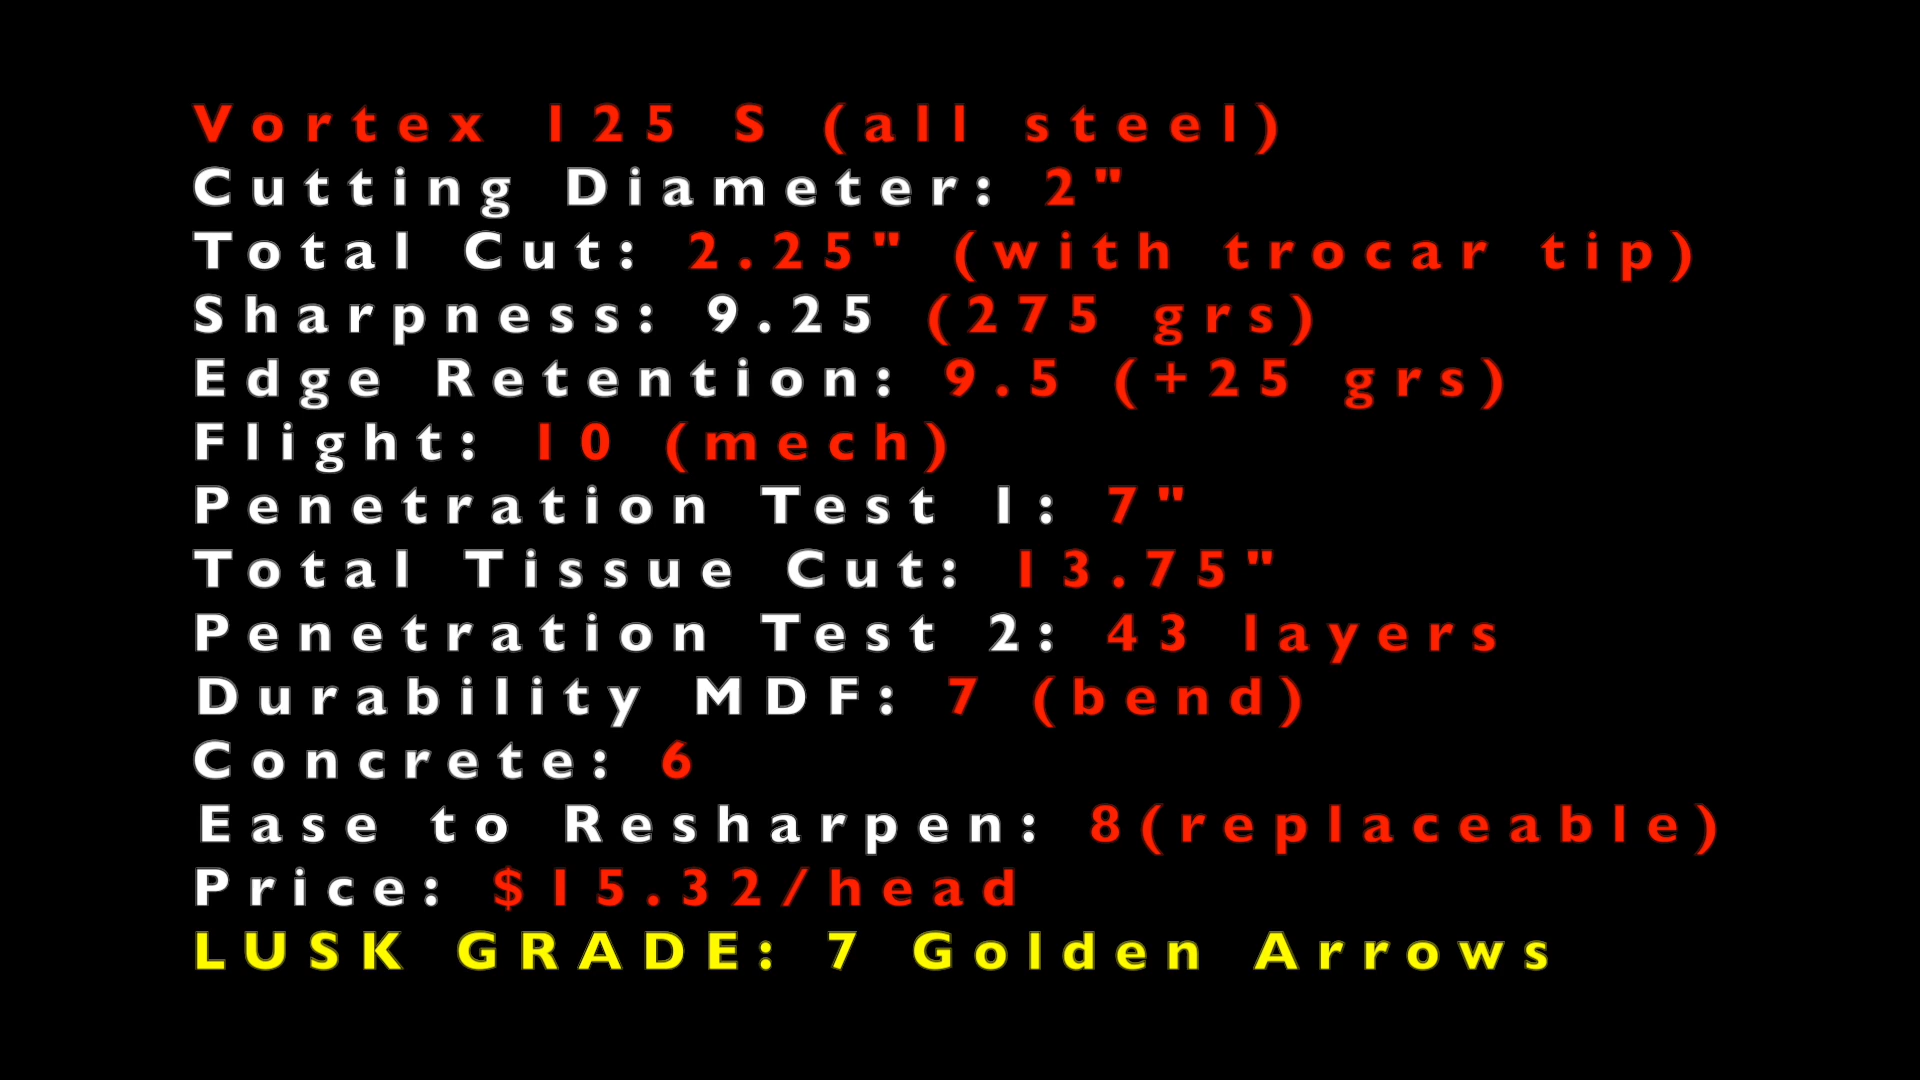 Vortex 125 S (all steel)
Cutting Diameter: 2"
Total Cut: 2.25" (with trocar tip)
Sharpness: 9.25 (275 grs)
Edge Retention: 9.5 (+25 grs)
Flight: 10 (mech)
Penetration Test 1: 7"
Total Tissue Cut: 13.75"
Penetration Test 2: 43 layers
Durability MDF: 7 (bend)
Concrete: 6
Ease to Resharpen: 8(replaceable)
Price: $15.32/head
LUSK GRADE: 7 Golden Arrows